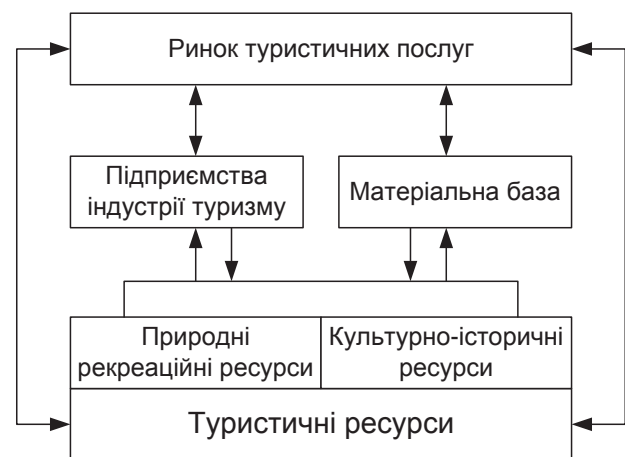 Ринок туристичних послуг
Підприємства
індустрії туризму
Матеріальна база
Природні
рекреаційні ресурси
Культурно-історичні
ресурси
Туристичні ресурси